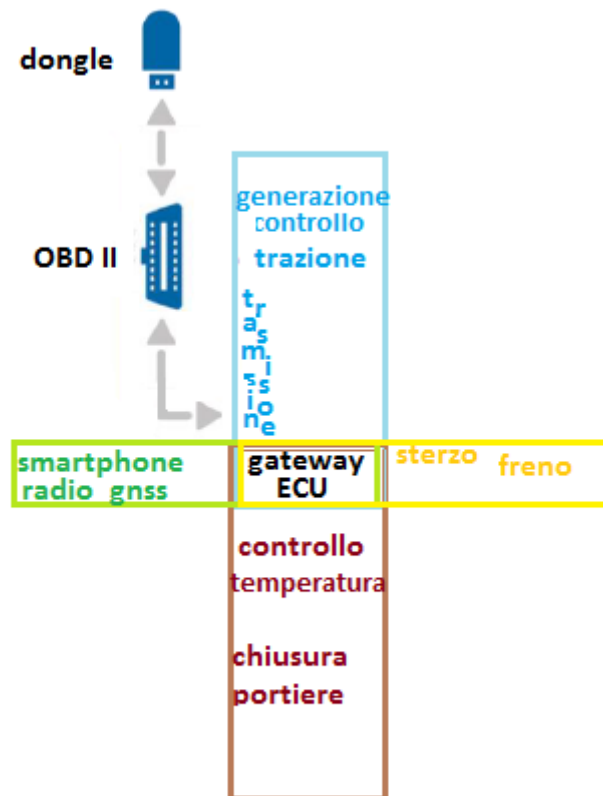 dongle
generazione
controllo
OBD II
trazione
trasmissione
smartphone
radio gnss
gateway
ECU
sterzo
freno
controllo
temperatura
chiusura
portiere